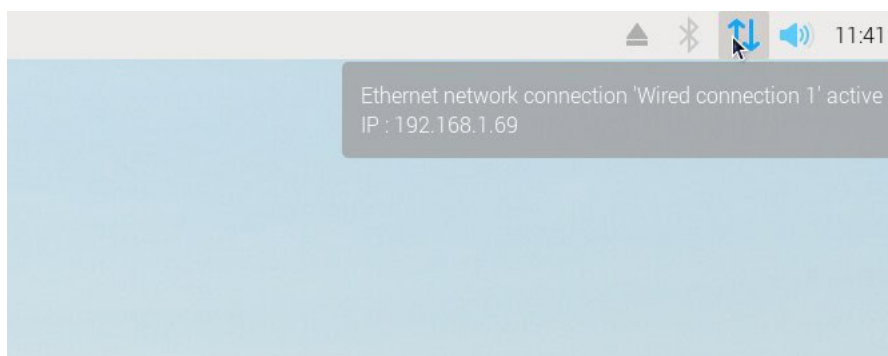 11:41
Ethernet network connection 'Wired connection 1' active
IP : 192.168.1.69